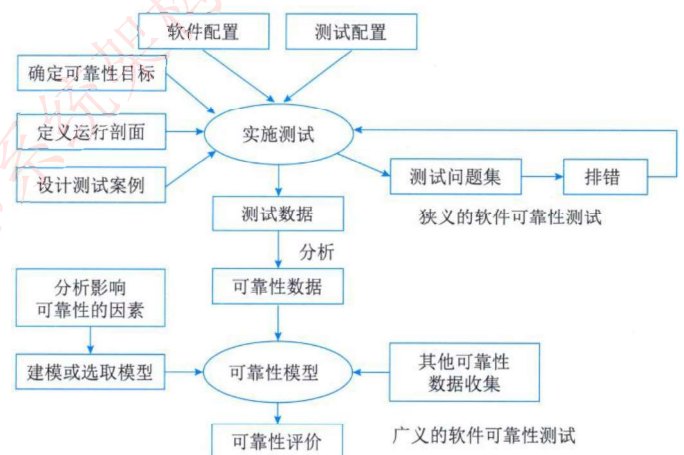 软件配置
测试配置
确定可靠性目标
定义运行剖面
实施测试
设计测试案例
测试问题集
排错
测试数据
狭义的软件可靠性测试
分析
分析影响
可靠性的因素
可靠性数据
建模或选取模型
可靠性模型
其他可靠性
数据收集
可靠性评价
广义的软件可靠性测试
系统架构